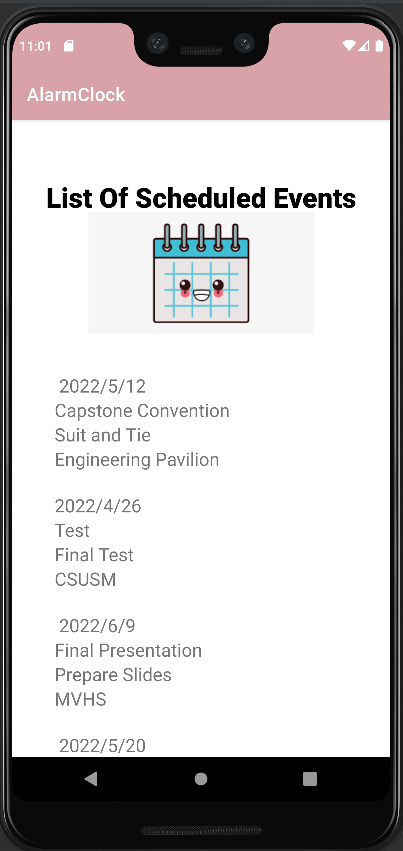 11:01
AlarmClock
List Of Scheduled Events
2022/5/12
Capstone Convention
Suit and Tie
Engineering Pavilion
2022/4/26
Test
Final Test
CSUSM
2022/6/9
Final Presentation
Prepare Slides
MVHS
2022/5/20